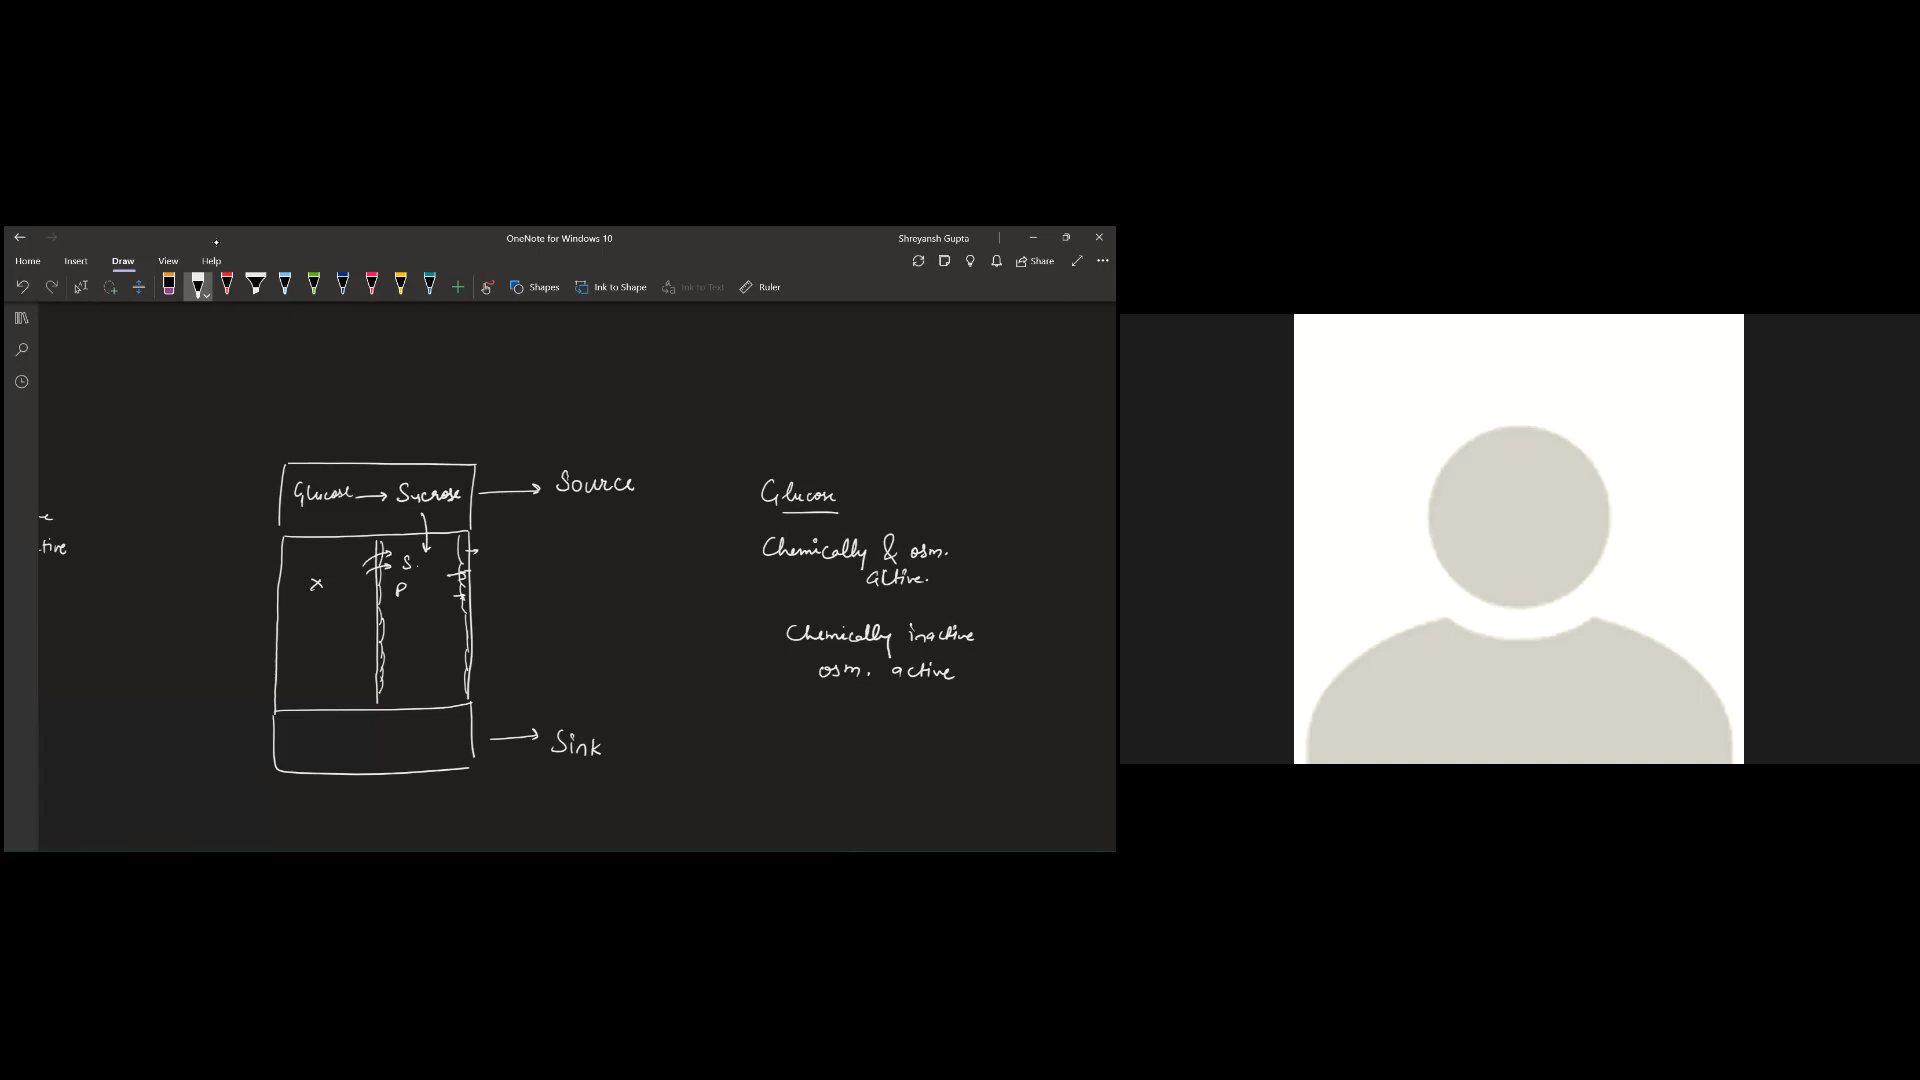 OneNote for Windows 10
Shreyansh Gupta
Home Insert Draw View Help
Share
Shapes Ink to Shape Ink to Text Ruler
Glucose → Sucrose → Source
S.
x P
→ Sink
tive
Glucose
Chemically & osm.
active.
Chemically inactive
osm. active